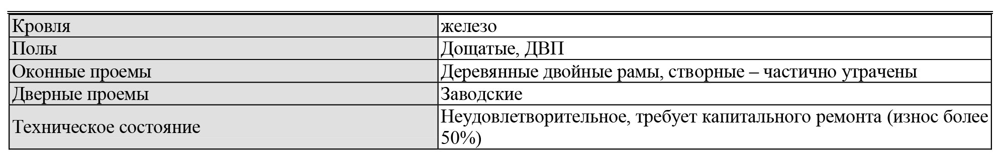 Кровля железо
Полы Дощатые, ДВП
Оконные проемы Деревянные двойные рамы, створные – частично утрачены
Дверные проемы Заводские
Техническое состояние Неудовлетворительное, требует капитального ремонта (износ более
50%)